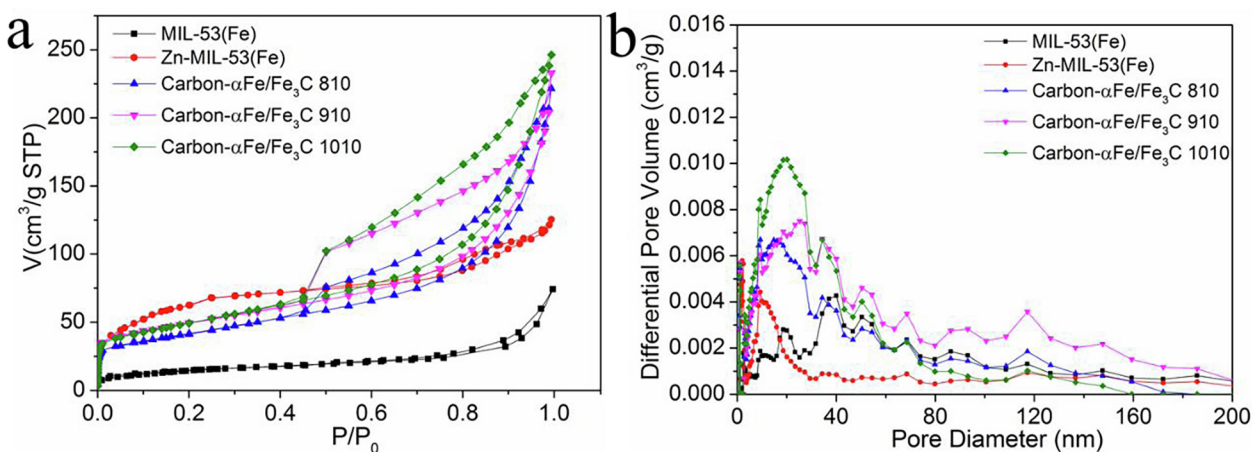 a
MIL-53(Fe)
Zn-MIL-53(Fe)
Carbon-αFe/Fe₃C 810
Carbon-αFe/Fe₃C 910
Carbon-αFe/Fe₃C 1010
V(cm³/g STP)
250
200
150
100
50
0
0.0
0.2
0.4
0.6
0.8
1.0
P/P₀
b
MIL-53(Fe)
Zn-MIL-53(Fe)
Carbon-αFe/Fe₃C 810
Carbon-αFe/Fe₃C 910
Carbon-αFe/Fe₃C 1010
Differential Pore Volume (cm³/g)
0.016
0.014
0.012
0.010
0.008
0.006
0.004
0.002
0.000
0
40
80
120
160
200
Pore Diameter (nm)